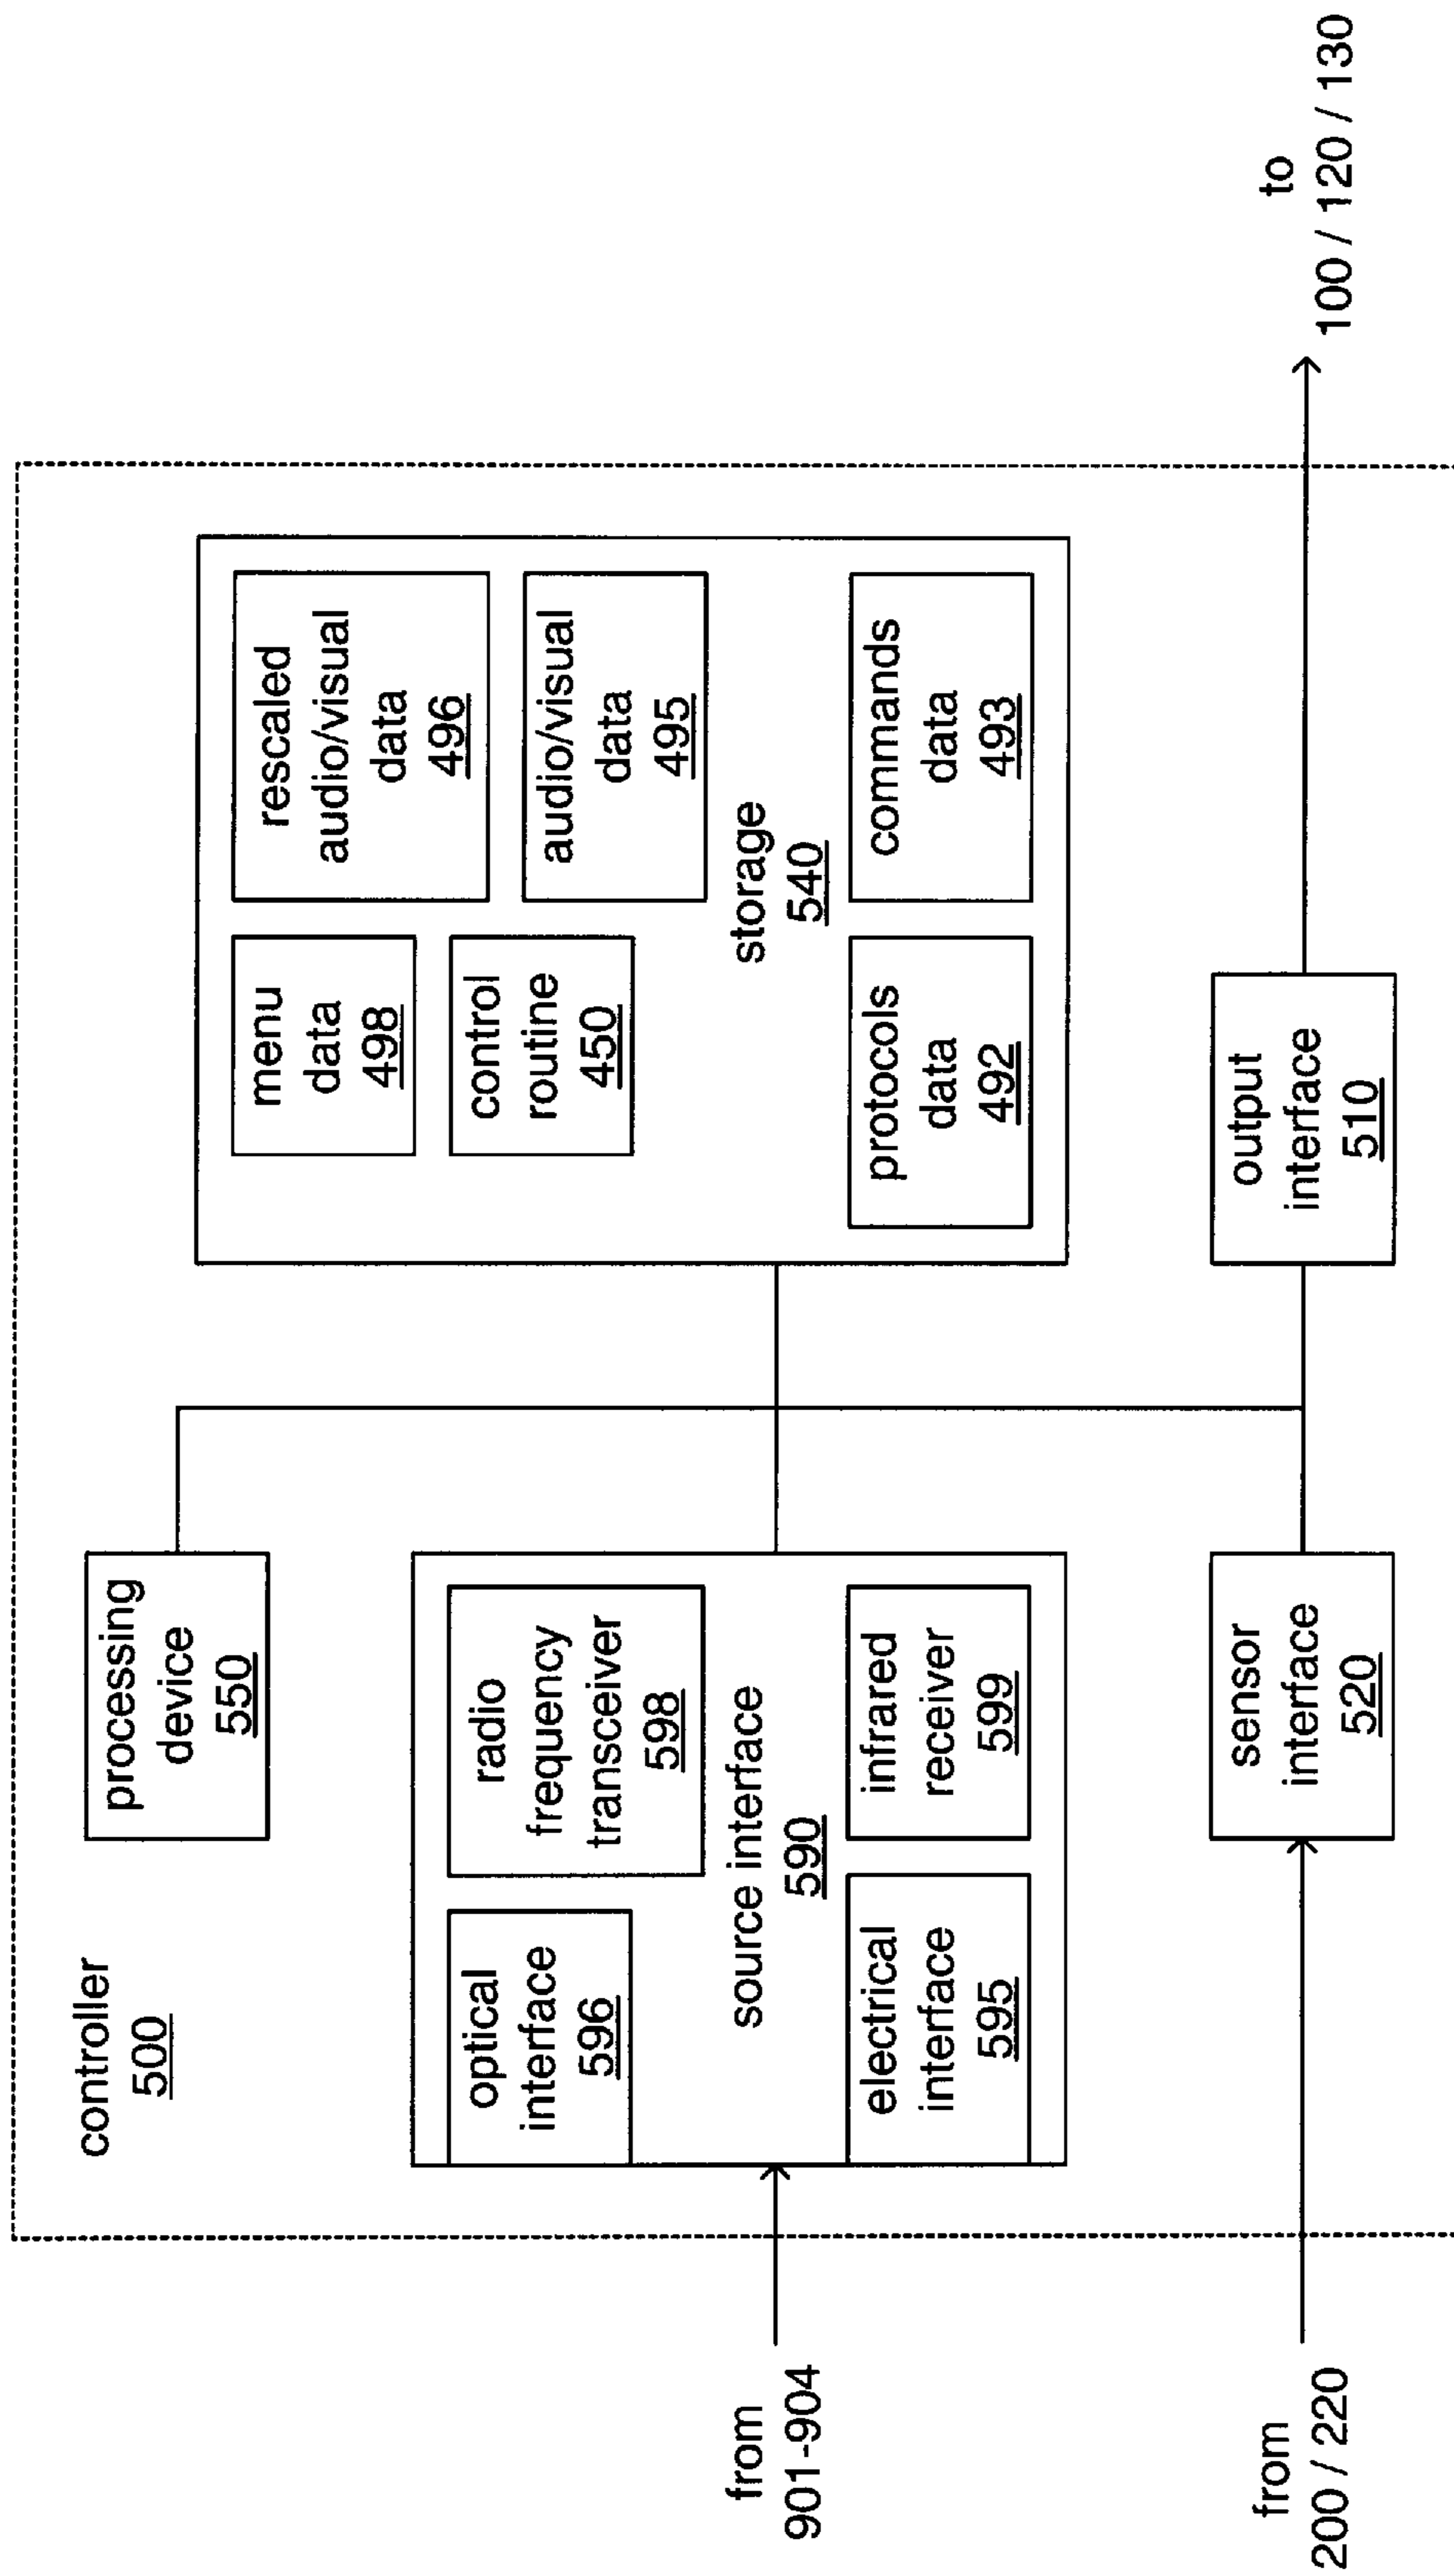 controller
500
processing
device
550
optical
interface
596
radio
frequency
transceiver
598
source interface
590
electrical
interface
595
infrared
receiver
599
sensor
interface
520
menu
data
498
rescaled
audio/visual
data
496
control
routine
450
audio/visual
data
495
storage
540
protocols
data
492
commands
data
493
output
interface
510
from
901-904
from
200 / 220
to
100 / 120 / 130